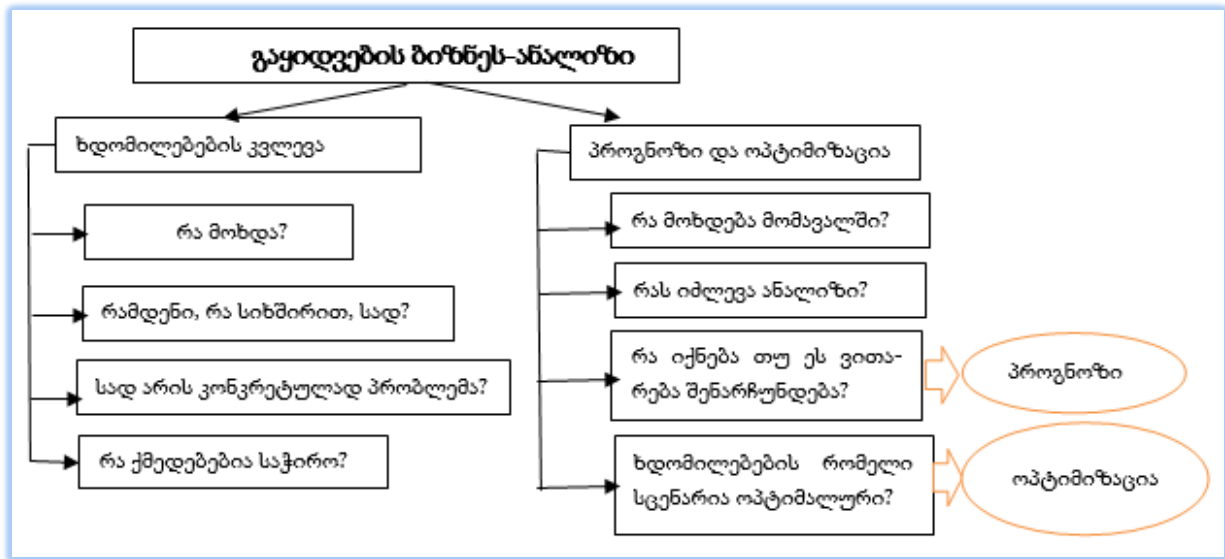 გაყიდვების ბიზნეს-ანალიზი
ხდომილებების კვლევა
რა მოხდა?
რამდენი, რა სიხშირით, სად?
სად არის კონკრეტულად პრობლემა?
რა ქმედებებია საჭირო?
პროგნოზი და ოპტიმიზაცია
რა მოხდება მომავალში?
რას იძლევა ანალიზი?
რა იქნება თუ ეს ვითა-
რება შენარჩუნდება?
პროგნოზი
ხდომილებების რომელი
სცენარია ოპტიმალური?
ოპტიმიზაცია